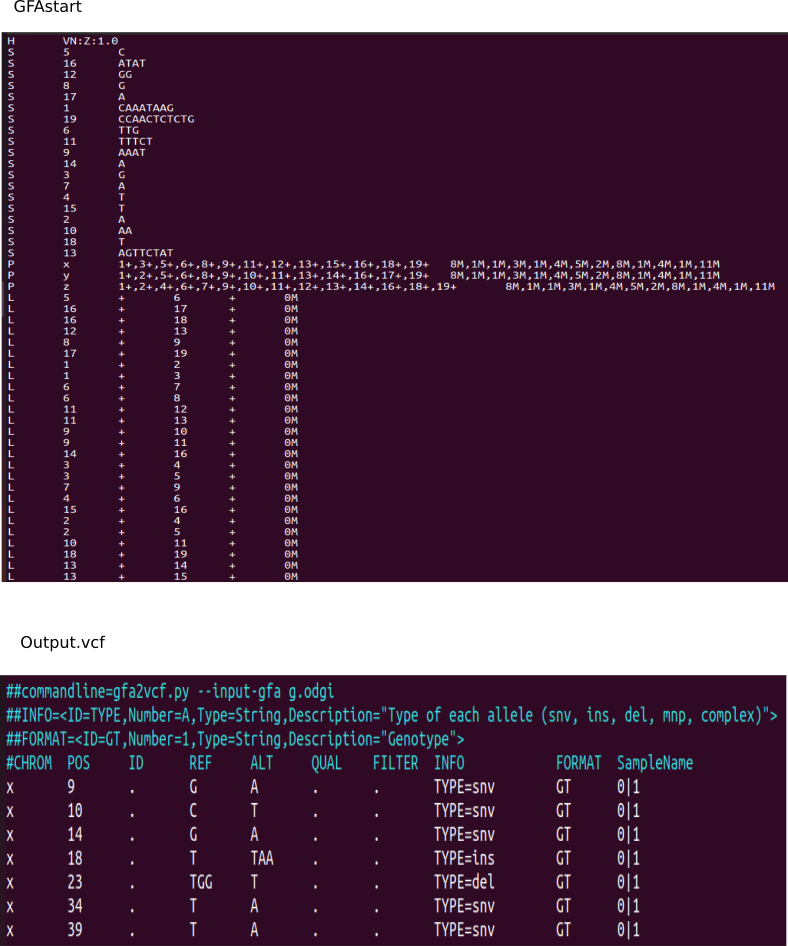 GFAstart
H VN:Z:1.0
S 5 C
S 16 ATAT
S 12 GG
S 8 G
S 17 A
S 1 CAAATAAG
S 19 CCAACTCTCTG
S 6 TTG
S 11 TTTCT
S 9 AAAT
S 14 A
S 3 G
S 7 A
S 4 T
S 15 T
S 2 A
S 10 AA
S 18 T
S 13 AGTTCTAT
P x 1+,3+,5+,6+,8+,9+,11+,12+,13+,15+,16+,18+,19+ 8M,1M,1M,3M,1M,4M,5M,2M,8M,1M,4M,1M,11M
P y 1+,2+,5+,6+,8+,9+,10+,11+,13+,14+,16+,17+,19+ 8M,1M,1M,3M,1M,4M,2M,5M,8M,1M,4M,1M,11M
P z 1+,2+,4+,6+,7+,9+,10+,11+,12+,13+,14+,16+,18+,19+ 8M,1M,1M,3M,1M,4M,5M,2M,8M,1M,4M,1M,11M
L 5 + 6 + 0M
L 16 + 17 + 0M
L 16 + 18 + 0M
L 12 + 13 + 0M
L 8 + 9 + 0M
L 17 + 19 + 0M
L 1 + 2 + 0M
L 1 + 3 + 0M
L 6 + 7 + 0M
L 6 + 8 + 0M
L 11 + 12 + 0M
L 11 + 13 + 0M
L 9 + 10 + 0M
L 9 + 11 + 0M
L 14 + 16 + 0M
L 3 + 4 + 0M
L 3 + 5 + 0M
L 7 + 9 + 0M
L 4 + 6 + 0M
L 15 + 16 + 0M
L 2 + 4 + 0M
L 2 + 5 + 0M
L 10 + 11 + 0M
L 18 + 19 + 0M
L 13 + 14 + 0M
L 13 + 15 + 0M
Output.vcf
##commandline=gfa2vcf.py --input-gfa g.odgi
##INFO=<ID=TYPE,Number=A,Type=String,Description="Type of each allele (snv, ins, del, mnp, complex)">
##FORMAT=<ID=GT,Number=1,Type=String,Description="Genotype">
#CHROM POS ID REF ALT QUAL FILTER INFO FORMAT SampleName
x 9 . G A . . TYPE=snv GT 0|1
x 10 . C T . . TYPE=snv GT 0|1
x 14 . G A . . TYPE=snv GT 0|1
x 18 . T TAA . . TYPE=ins GT 0|1
x 23 . TGG T . . TYPE=del GT 0|1
x 34 . T A . . TYPE=snv GT 0|1
x 39 . T A . . TYPE=snv GT 0|1